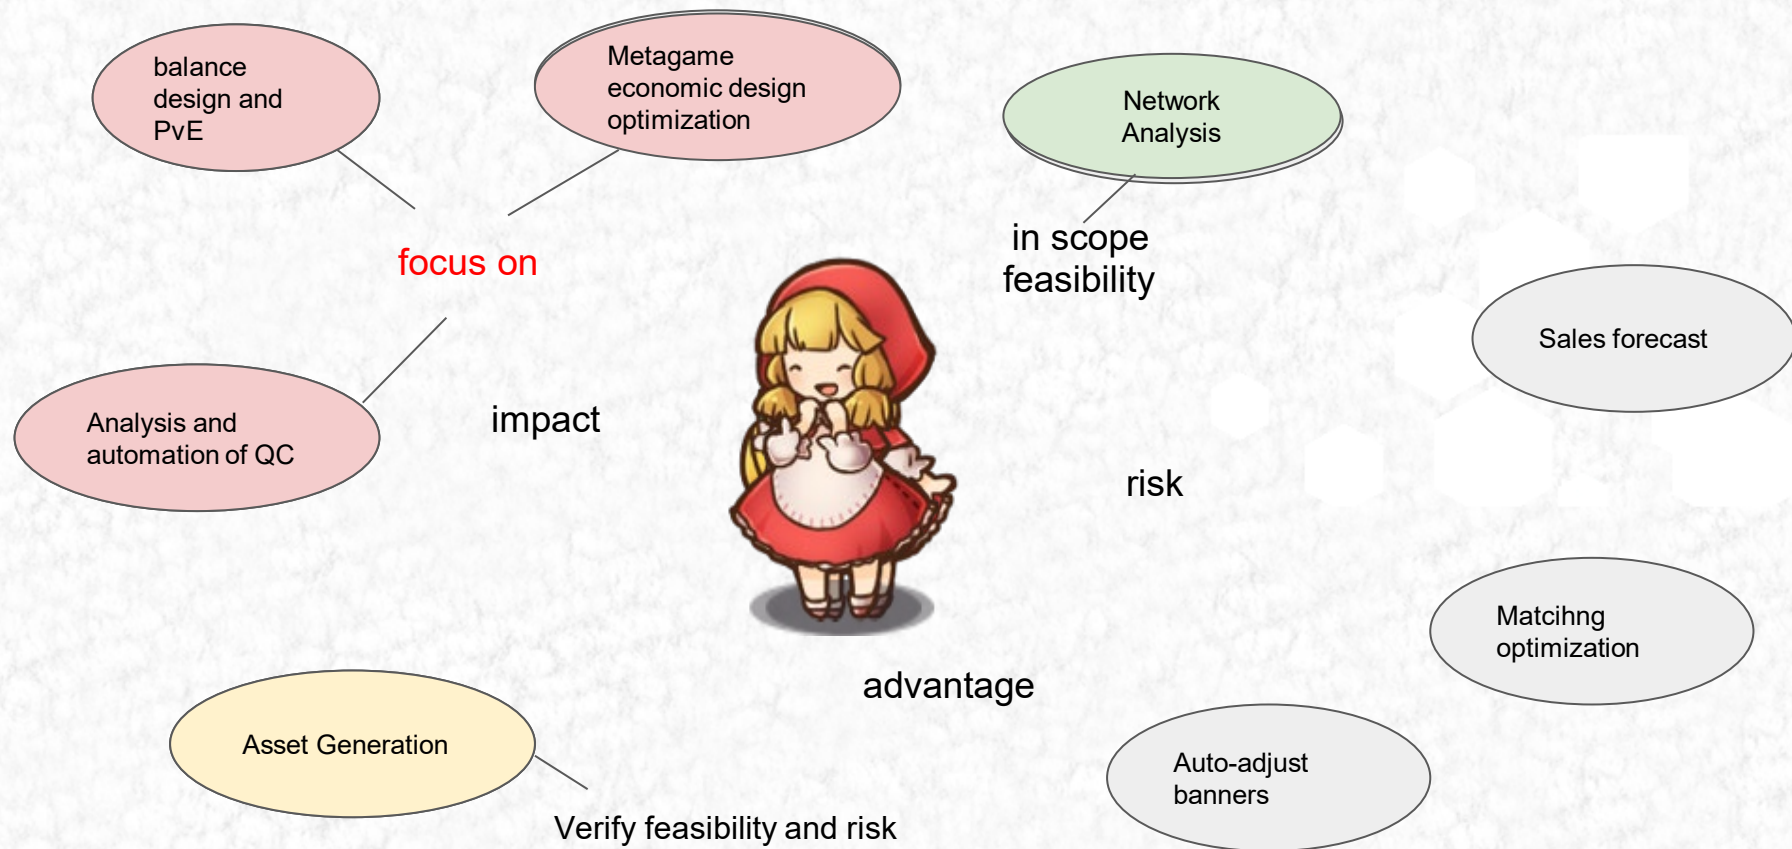 balance
design and
PvE
Metagame
economic design
optimization
Network
Analysis
focus on
in scope
feasibility
Sales forecast
Analysis and
automation of QC
impact
risk
Matcihng
optimization
advantage
Asset Generation
Auto-adjust
banners
Verify feasibility and risk